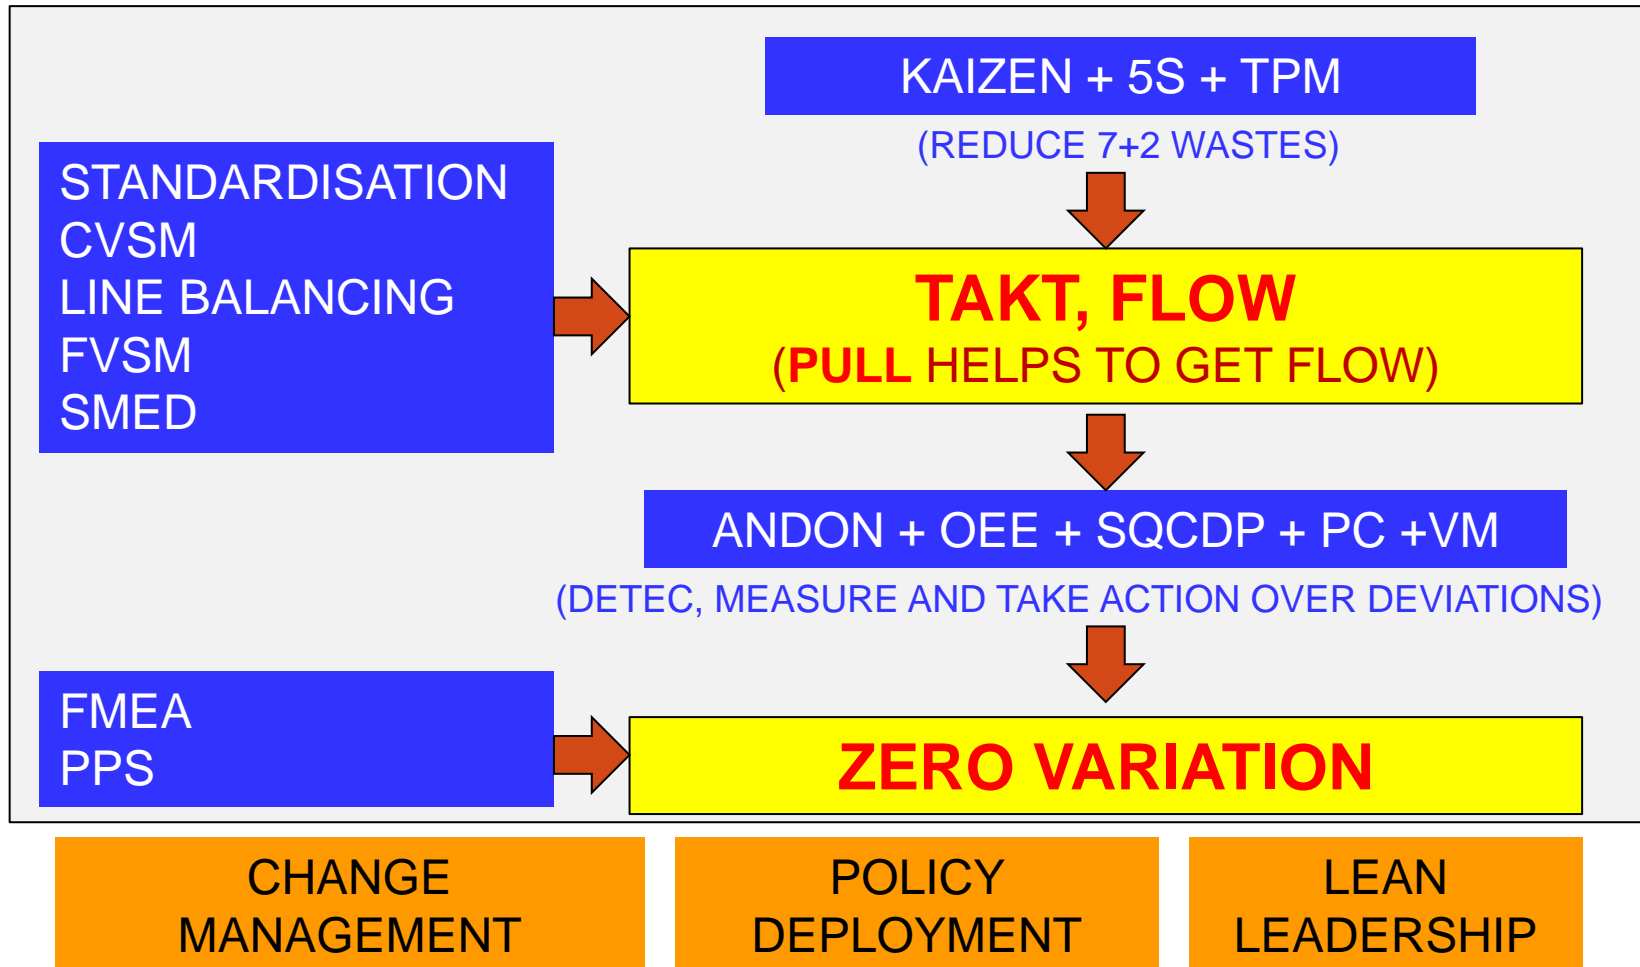 KAIZEN + 5S + TPM
(REDUCE 7+2 WASTES)
STANDARDISATION
CVSM
LINE BALANCING
FVSM
SMED
TAKT, FLOW
(PULL HELPS TO GET FLOW)
ANDON + OEE + SQCDP + PC +VM
(DETEC, MEASURE AND TAKE ACTION OVER DEVIATIONS)
FMEA
PPS
ZERO VARIATION
CHANGE
MANAGEMENT
POLICY
DEPLOYMENT
LEAN
LEADERSHIP